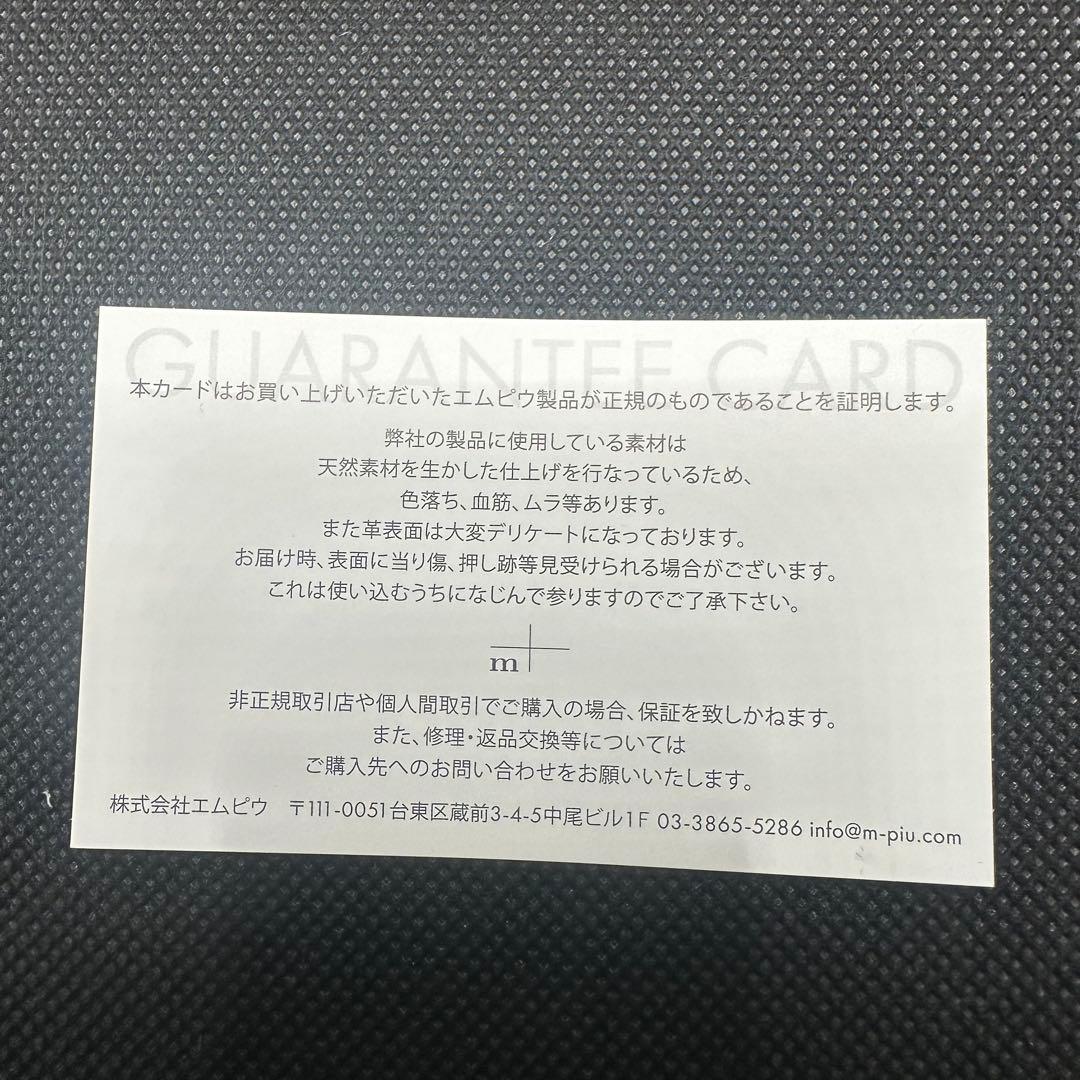 GUARANTEE CARD
本カードはお買い上げいただいたエムピウ製品が正規のものであることを証明します。
弊社の製品に使用している素材は
天然素材を生かした仕上げを行なっているため、
色落ち、血筋、ムラ等あります。
また革表面は大変デリケートになっております。
お届け時、表面に当り傷、押し跡等見受けられる場合がございます。
これは使い込むうちになじんで参りますのでご了承下さい。
m+
非正規取引店や個人間取引でご購入の場合、保証を致しかねます。
また、修理・返品交換等については
ご購入先へのお問い合わせをお願いいたします。
株式会社エムピウ 〒111-0051台東区蔵前3-4-5中尾ビル1F 03-3865-5286 info@m-piu.com